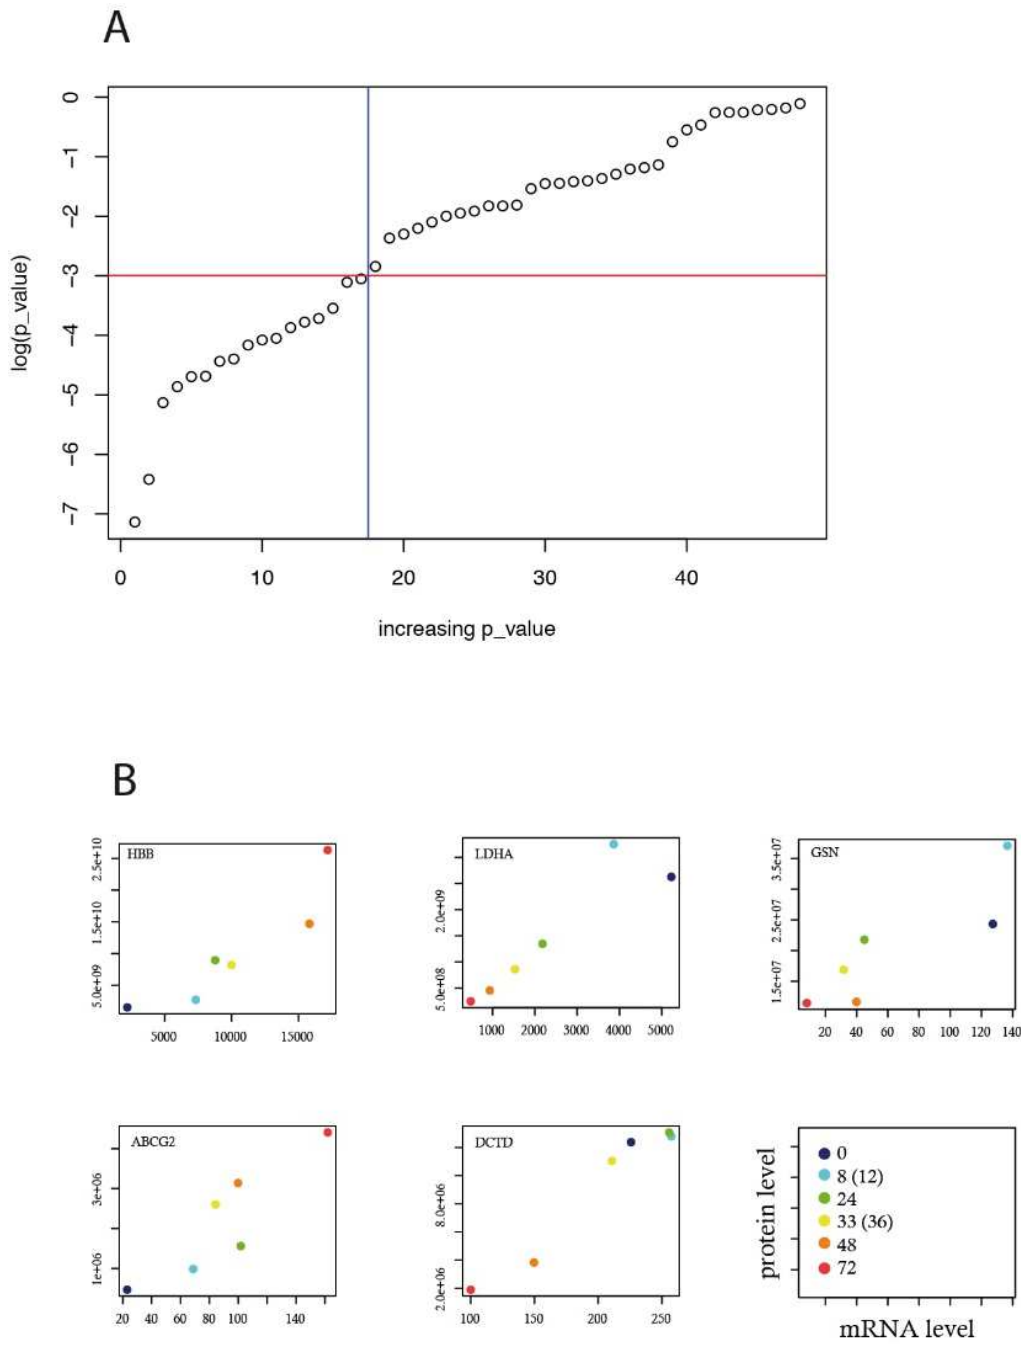 A
0
-1
-2
-3
-4
-5
-6
-7
log(p_value)
0 10 20 30 40
increasing p_value
B
HBB
2.5e+10
1.5e+10
5.0e+09
5000 10000 15000
LDHA
2.0e+09
5.0e+08
1000 2000 3000 4000 5000
GSN
3.5e+07
2.5e+07
1.5e+07
20 40 60 80 100 120 140
ABCG2
3e+06
1e+06
20 40 60 80 100 140
DCTD
8.0e+06
2.0e+06
100 150 200 250
protein level
0
8 (12)
24
33 (36)
48
72
mRNA level